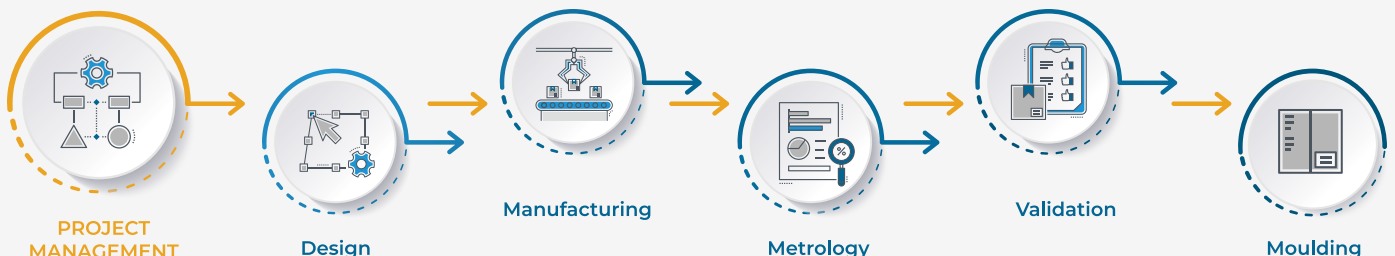 PROJECT
MANAGEMENT
Design
Manufacturing
Metrology
Validation
Moulding
%